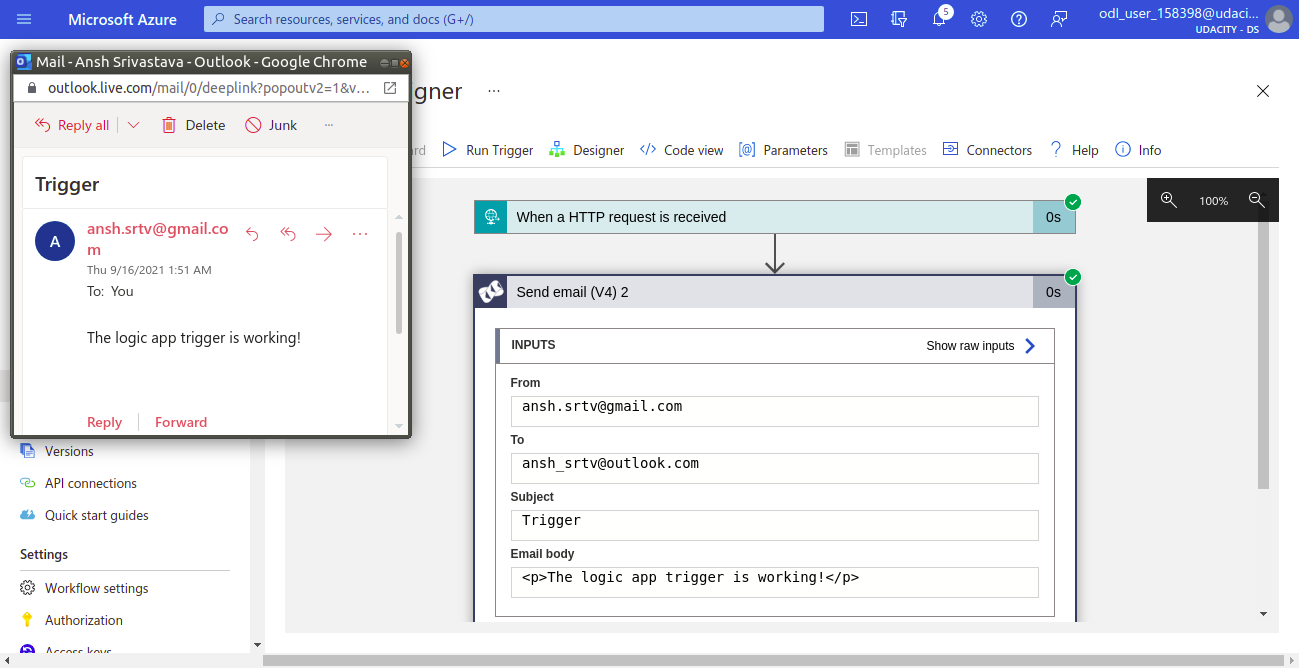 Microsoft Azure
Search resources, services, and docs (G+/)
5
odl_user_158398@udaci...
UDACITY - DS
Mail - Ansh Srivastava - Outlook - Google Chrome
outlook.live.com/mail/0/deeplink?popoutv2=1&v...
Reply all
Delete
Junk
...
Trigger
A
ansh.srtv@gmail.co
m
...
Thu 9/16/2021 1:51 AM
To: You
The logic app trigger is working!
Reply
Forward
gner
...
rd
Run Trigger
Designer
Code view
Parameters
Templates
Connectors
Help
Info
100%
When a HTTP request is received
0s
Send email (V4) 2
0s
INPUTS
Show raw inputs
From
ansh.srtv@gmail.com
To
ansh_srtv@outlook.com
Subject
Trigger
Email body
<p>The logic app trigger is working!</p>
Versions
API connections
Quick start guides
Settings
Workflow settings
Authorization
Access keys